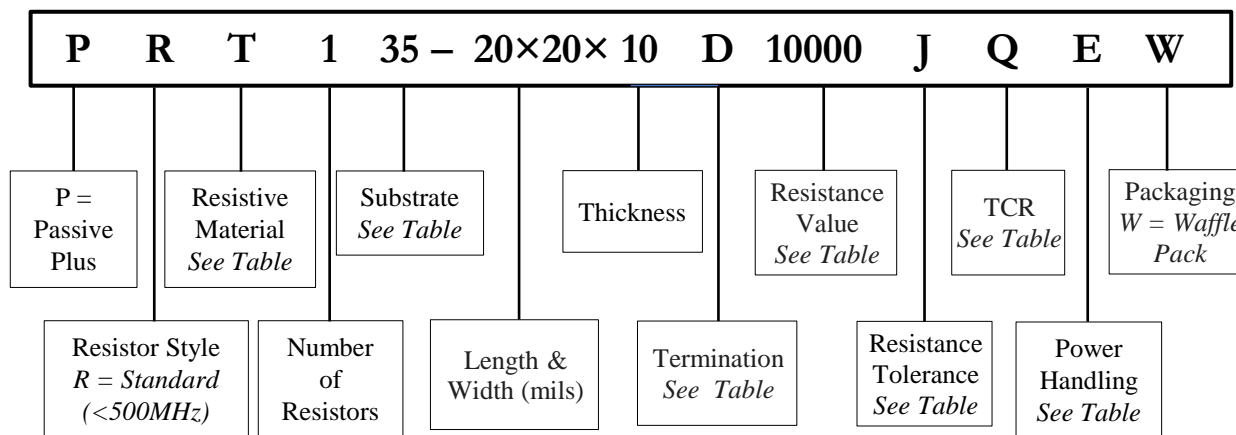 P R T 1 35 – 20×20× 10 D 10000 J Q E W
P =
Passive
Plus
Resistive
Material
See Table
Substrate
See Table
Thickness
Resistance
Value
See Table
TCR
See Table
Packaging
W = Waffle
Pack
Resistor Style
R = Standard
(<500MHz)
Number
of
Resistors
Length &
Width (mils)
Termination
See Table
Resistance
Tolerance
See Table
Power
Handling
See Table